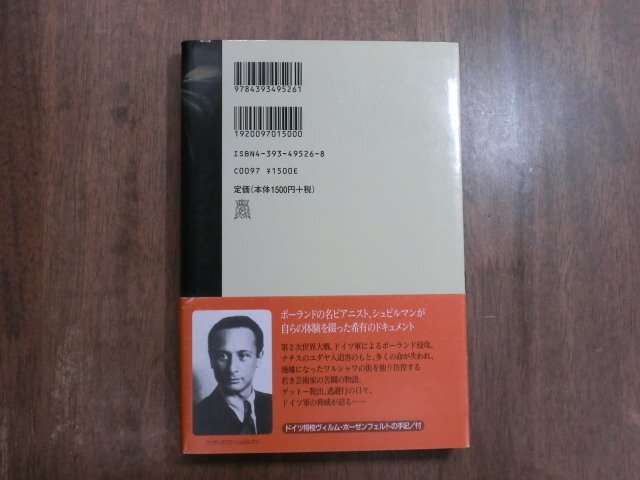 9784393495261
1920097015000
ISBN4-393-49526-8
C0097 ¥1500E
定価(本体1500円+税)
ポーランドの名ピアニスト、シュピルマンが
自らの体験を綴った希有のドキュメント
第2次世界大戦。ドイツ軍によるポーランド侵攻。
ナチスのユダヤ人迫害のもと、多くの命が失われ、
廃墟になったワルシャワの街を独り彷徨する
若き芸術家の苦闘の物語。
ゲットー脱出、逃避行の日々、
ドイツ軍の脅威が迫る……
ドイツ将校ヴィルム・ホーゼンフェルトの手記/付